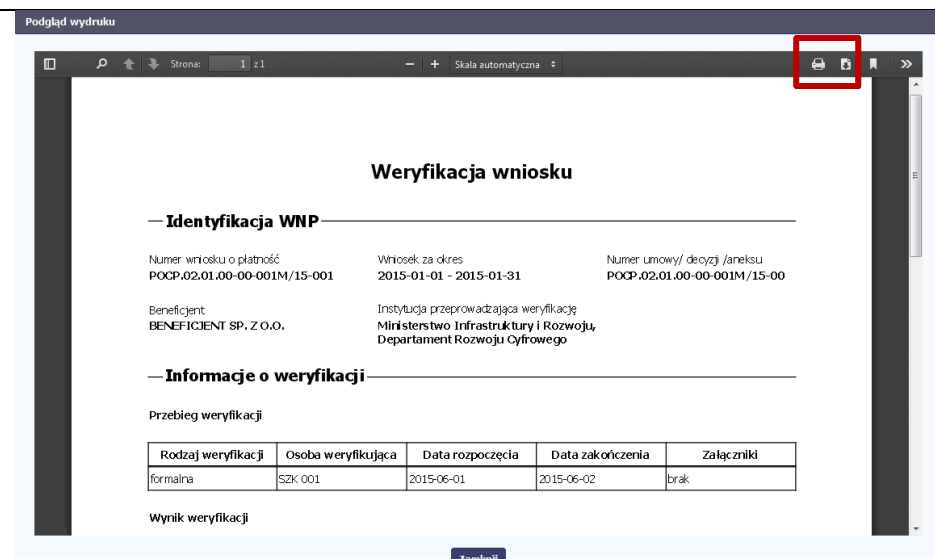 Podgląd wydruku
Strona: 1 z 1 Skala automatyczna
Weryfikacja wniosku
Identyfikacja WNP
Numer wniosku o płatność Wniosek za okres Numer umowy/ decyzji /aneksu
POCP.02.01.00-00-001M/15-001 2015-01-01 - 2015-01-31 POCP.02.01.00-00-001M/15-00
Beneficjent Instytucja przeprowadzająca weryfikację
BENEFICJENT SP. Z O.O. Ministerstwo Infrastruktury i Rozwoju,
Departament Rozwoju Cyfrowego
Informacje o weryfikacji
Przebieg weryfikacji
Rodzaj weryfikacji Osoba weryfikująca Data rozpoczęcia Data zakończenia Załączniki
formalna SZK 001 2015-06-01 2015-06-02 brak
Wynik weryfikacji
Zamknij